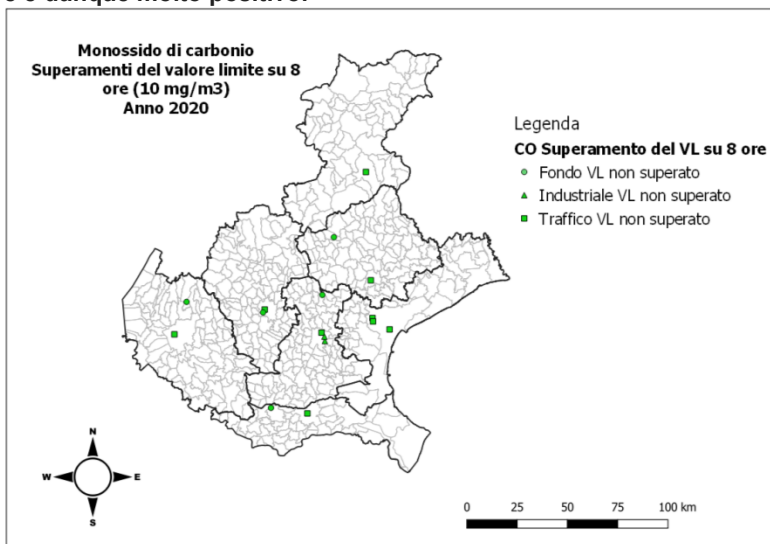 è dunque molto positivo.
Monossido di carbonio
Superamenti del valore limite su 8
ore (10 mg/m3)
Anno 2020
Legenda
CO Superamento del VL su 8 ore
Fondo VL non superato
Industriale VL non superato
Traffico VL non superato
N
W
E
S
0 25 50 75 100 km